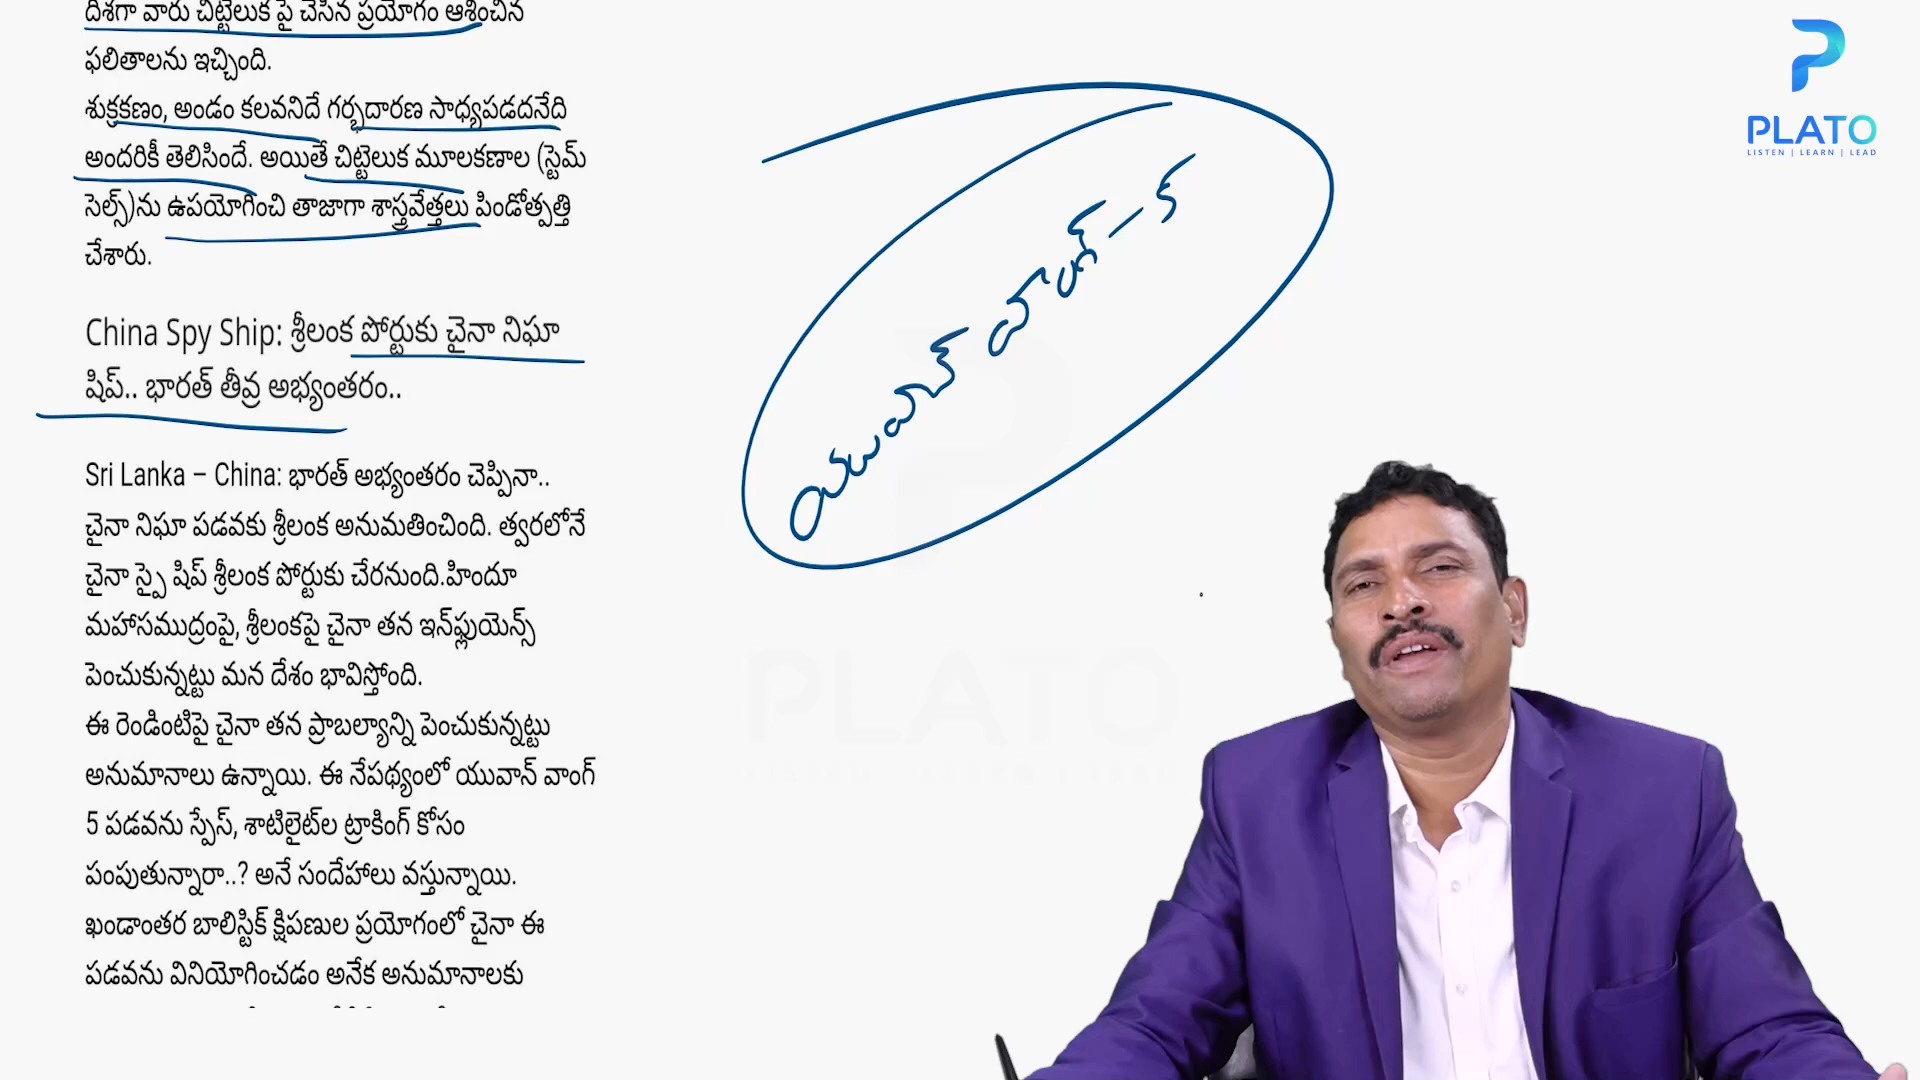 దిశగా వారు చిట్టెలుక పై చేసిన ప్రయోగం ఆశించిన
ఫలితాలను ఇచ్చింది.
శుక్రకణం, అండం కలవనిదే గర్భదారణ సాధ్యపడదనేది
అందరికీ తెలిసిందే. అయితే చిట్టెలుక మూలకణాల (స్టెమ్
సెల్స్)ను ఉపయోగించి తాజాగా శాస్త్రవేత్తలు పిండోత్పత్తి
చేశారు.
China Spy Ship: శ్రీలంక పోర్టుకు చైనా నిఘా
షిప్.. భారత్ తీవ్ర అభ్యంతరం..
Sri Lanka – China: భారత్ అభ్యంతరం చెప్పినా..
చైనా నిఘా పడవకు శ్రీలంక అనుమతించింది. త్వరలోనే
చైనా స్పై షిప్ శ్రీలంక పోర్టుకు చేరనుంది.హిందూ
మహాసముద్రంపై, శ్రీలంకపై చైనా తన ఇన్‌ఫ్లుయెన్స్
పెంచుకున్నట్టు మన దేశం భావిస్తోంది.
ఈ రెండింటిపై చైనా తన ప్రాబల్యాన్ని పెంచుకున్నట్టు
అనుమానాలు ఉన్నాయి. ఈ నేపథ్యంలో యువాన్ వాంగ్
5 పడవను స్పేస్, శాటిలైట్‌ల ట్రాకింగ్ కోసం
పంపుతున్నారా..? అనే సందేహాలు వస్తున్నాయి.
ఖండాంతర బాలిస్టిక్ క్షిపణుల ప్రయోగంలో చైనా ఈ
పడవను వినియోగించడం అనేక అనుమానాలకు
యువాన్ వాంగ్ – 5
PLATO
PLATO
LISTEN | LEARN | LEAD